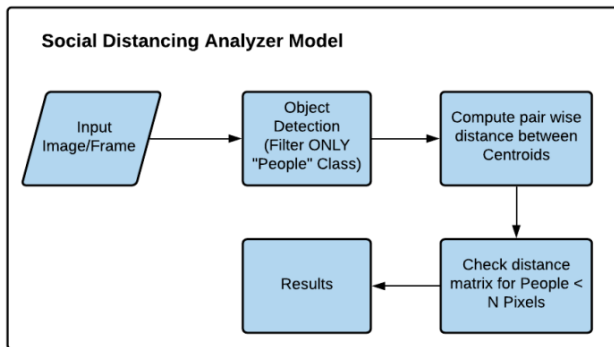 Social Distancing Analyzer Model
Input
Image/Frame
Object
Detection
(Filter ONLY
"People" Class)
Compute pair wise
distance between
Centroids
Check distance
matrix for People <
N Pixels
Results